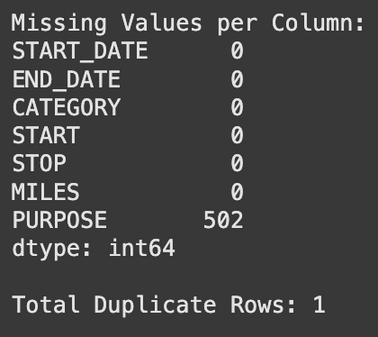 Missing Values per Column:
START_DATE      0
END_DATE        0
CATEGORY        0
START           0
STOP            0
MILES           0
PURPOSE       502
dtype: int64

Total Duplicate Rows: 1